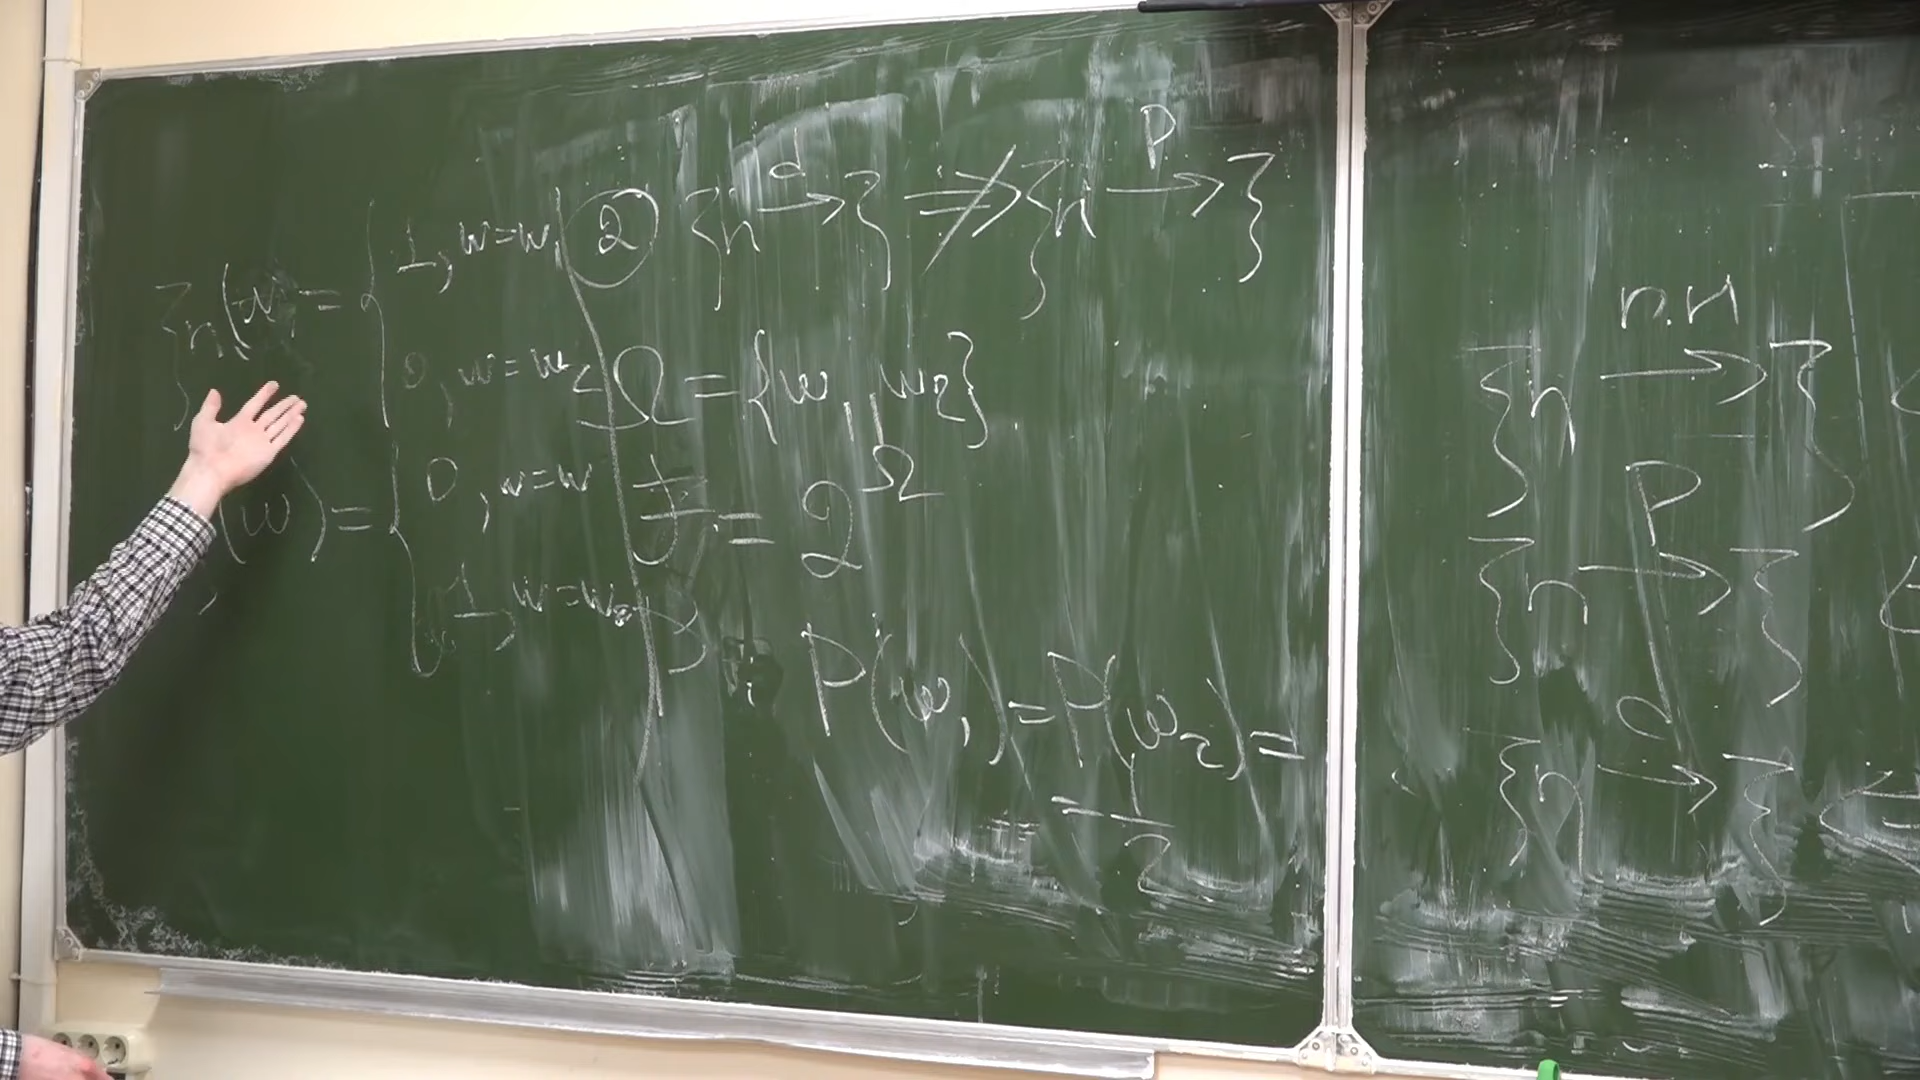 ② {ξₙ →ᵈ ξ} ⇏ {ξₙ →ᴾ ξ}
Ω = {ω₁, ω₂}
ℱ = 2^Ω
P: P(ω₁) = P(ω₂) =
= 1/2
ξₙ(ω) = { 1, ω = ω₁
0, ω = ω₂
(ω) = { 0, ω = ω
1, ω = ω₂
ξₙ →ⁿ·ᴺ ξ
ξₙ →ᴾ ξ
ξₙ →ᵈ ξ